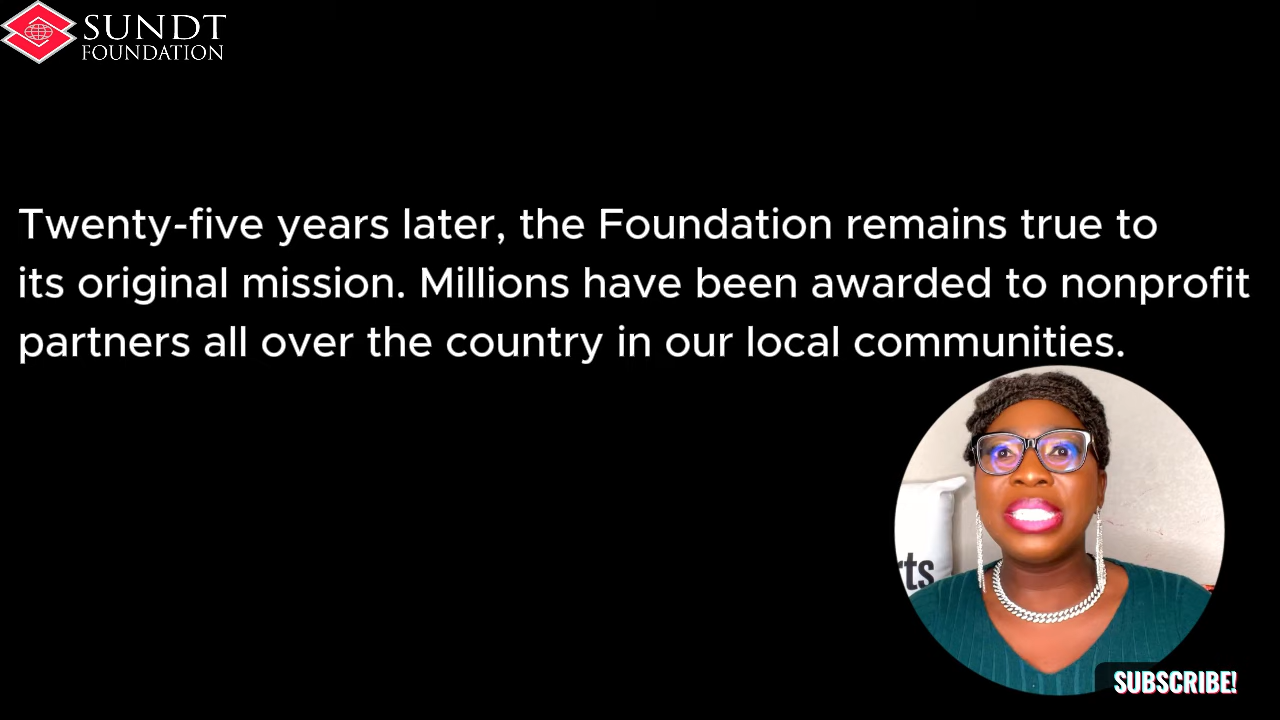 SUNDT
FOUNDATION
Twenty-five years later, the Foundation remains true to
its original mission. Millions have been awarded to nonprofit
partners all over the country in our local communities.
rts
SUBSCRIBE!